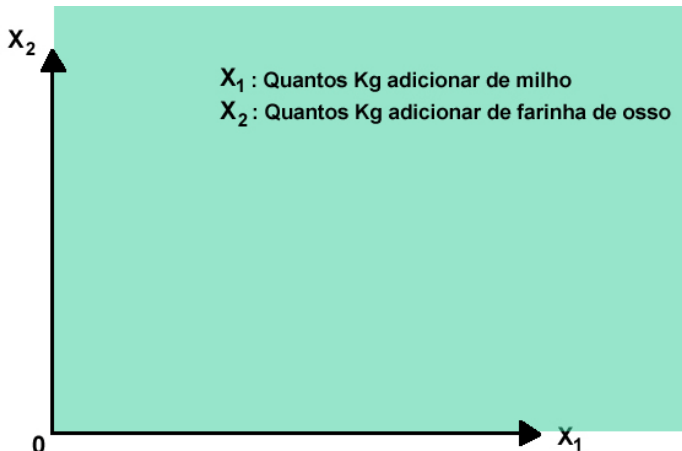 X2
X1 : Quantos Kg adicionar de milho
X2 : Quantos Kg adicionar de farinha de osso
0
X1